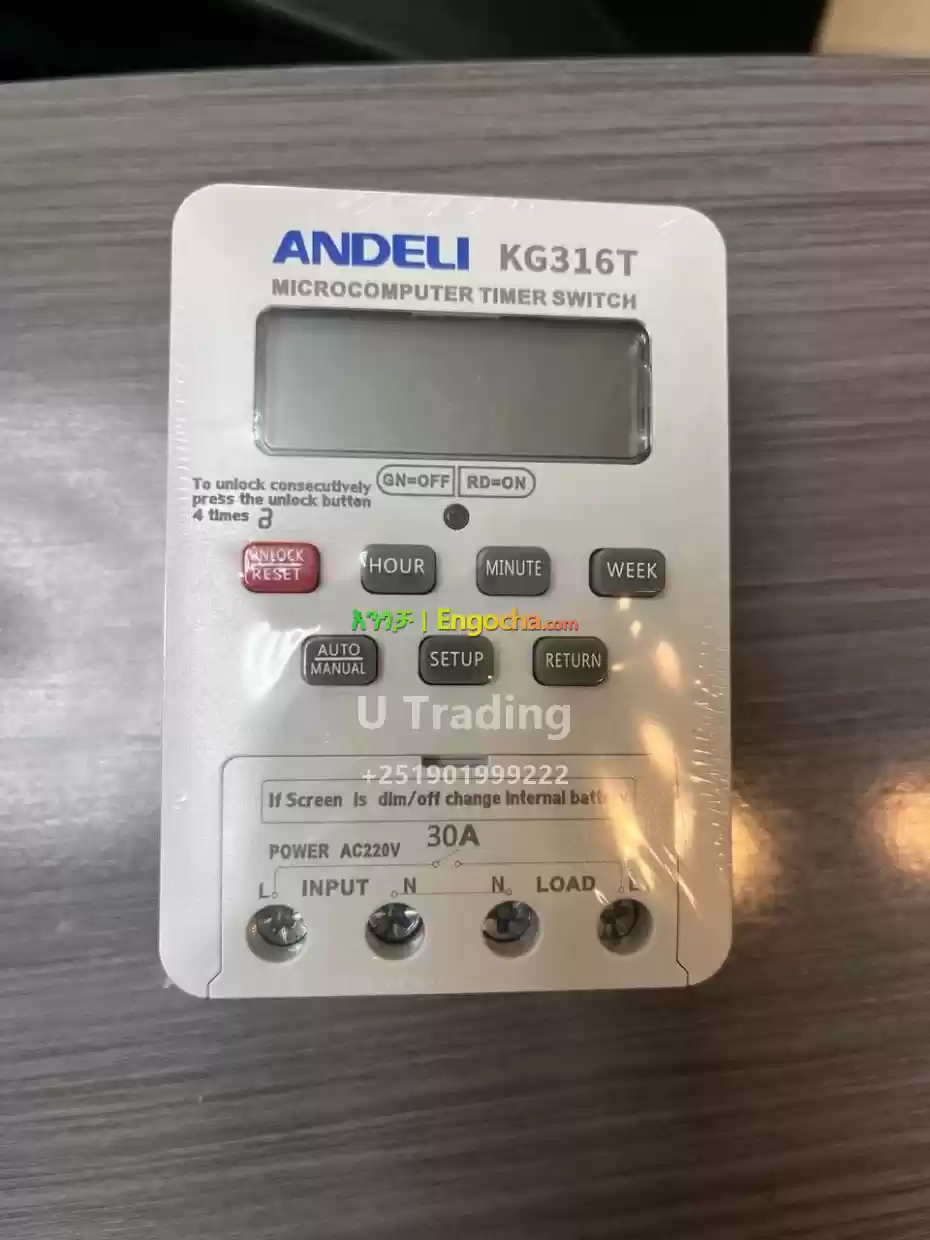 ANDELI KG316T
MICROCOMPUTER TIMER SWITCH
GN=OFF RD=ON
To unlock consecutively
press the unlock button
4 times
UNLOCK
RESET
HOUR
MINUTE
WEEK
እንጎቻ | Engocha.com
AUTO
MANUAL
SETUP
RETURN
U Trading
+251901999222
If Screen is dim/off change internal
30A
POWER AC220V
L INPUT N N LOAD L